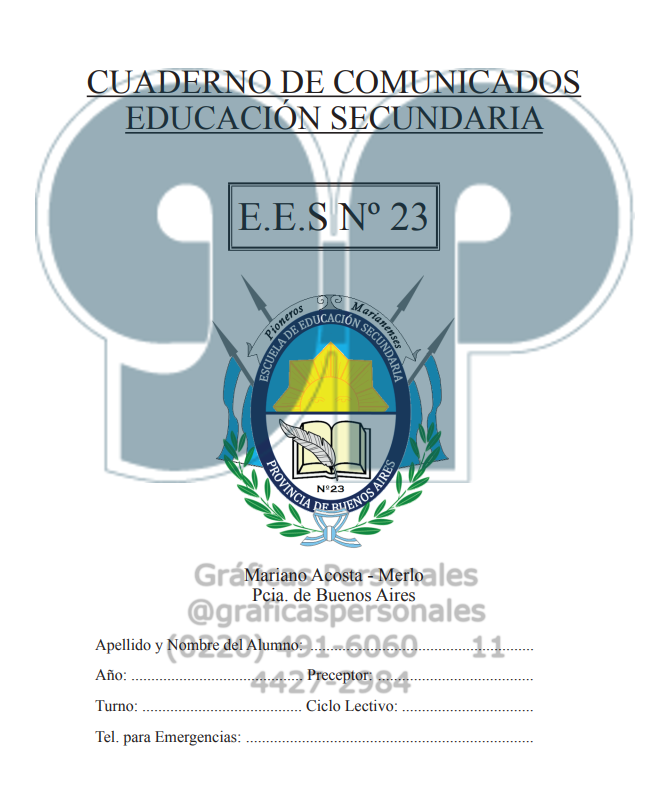 CUADERNO DE COMUNICADOS
EDUCACIÓN SECUNDARIA
E.E.S Nº 23
Pioneros Marianenses
ESCUELA DE EDUCACIÓN SECUNDARIA
Nº23
PROVINCIA DE BUENOS AIRES
Gráficas Personales
Mariano Acosta - Merlo
Pcia. de Buenos Aires
@graficaspersonales
Apellido y Nombre del Alumno: ..........................................................
(0220) 491-6060 11
Año: ........................................... Preceptor: .......................................
4427-2984
Turno: ........................................ Ciclo Lectivo: .................................
Tel. para Emergencias: ........................................................................